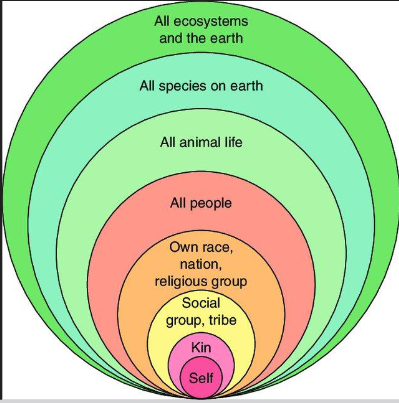 All ecosystems
and the earth
All species on earth
All animal life
All people
Own race,
nation,
religious group
Social
group, tribe
Kin
Self